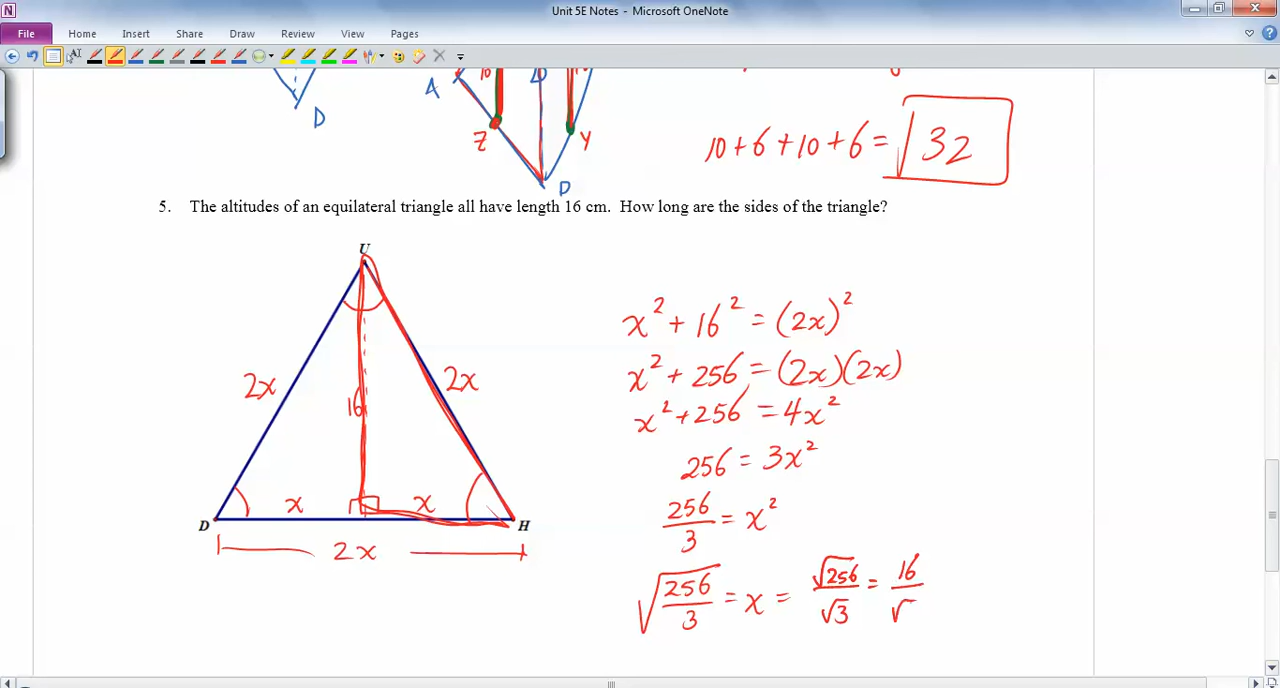 Unit 5E Notes - Microsoft OneNote
File Home Insert Share Draw Review View Pages
D
A
10
D
Z
Y
D
10+6+10+6= 32
5. The altitudes of an equilateral triangle all have length 16 cm. How long are the sides of the triangle?
U
2x
16
2x
x
x
D
H
2x
x² + 16² = (2x)²
x² + 256 = (2x)(2x)
x² + 256 = 4x²
256 = 3x²
256/3 = x²
√(256/3) = x = √256/√3 = 16/√